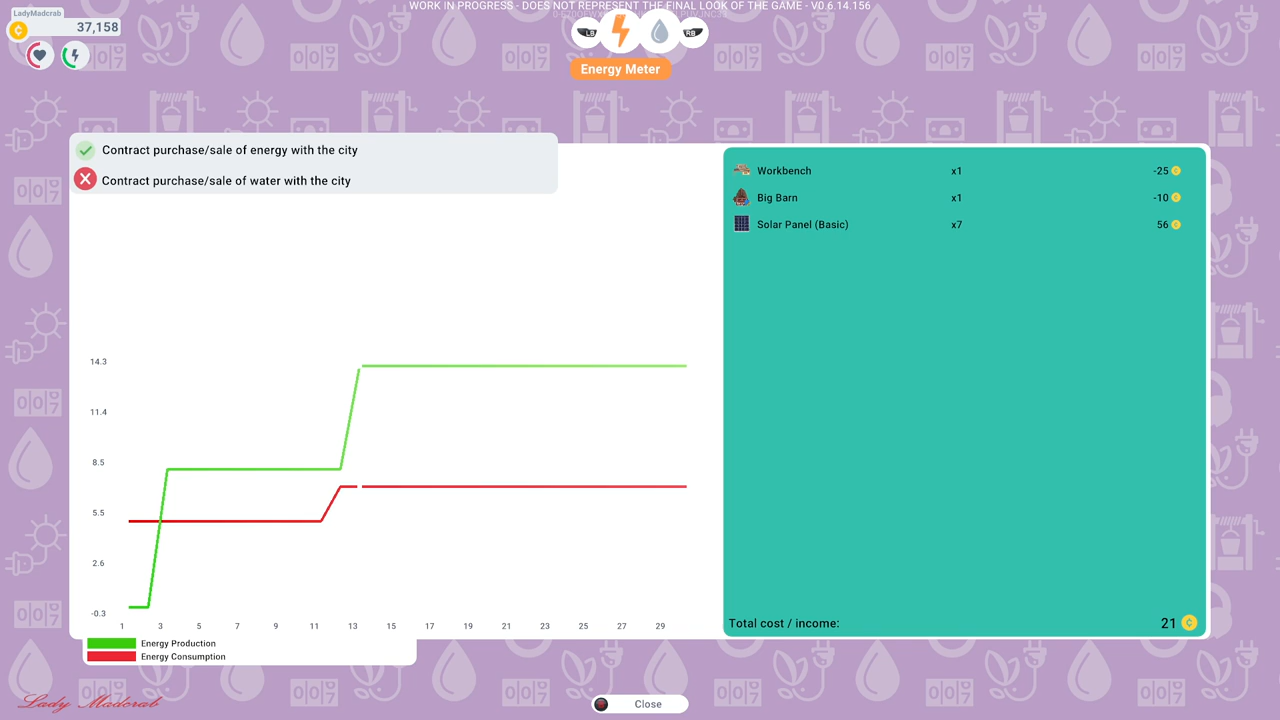 WORK IN PROGRESS - DOES NOT REPRESENT THE FINAL LOOK OF THE GAME - V0.6.14.156
LadyMadcrab
37,158
LB
RB
Energy Meter
Contract purchase/sale of energy with the city
Contract purchase/sale of water with the city
Workbench x1 -25
Big Barn x1 -10
Solar Panel (Basic) x7 56
14.3
11.4
8.5
5.5
2.6
-0.3
1 3 5 7 9 11 13 15 17 19 21 23 25 27 29
Total cost / income: 21
Energy Production
Energy Consumption
Lady Madcrab
Close